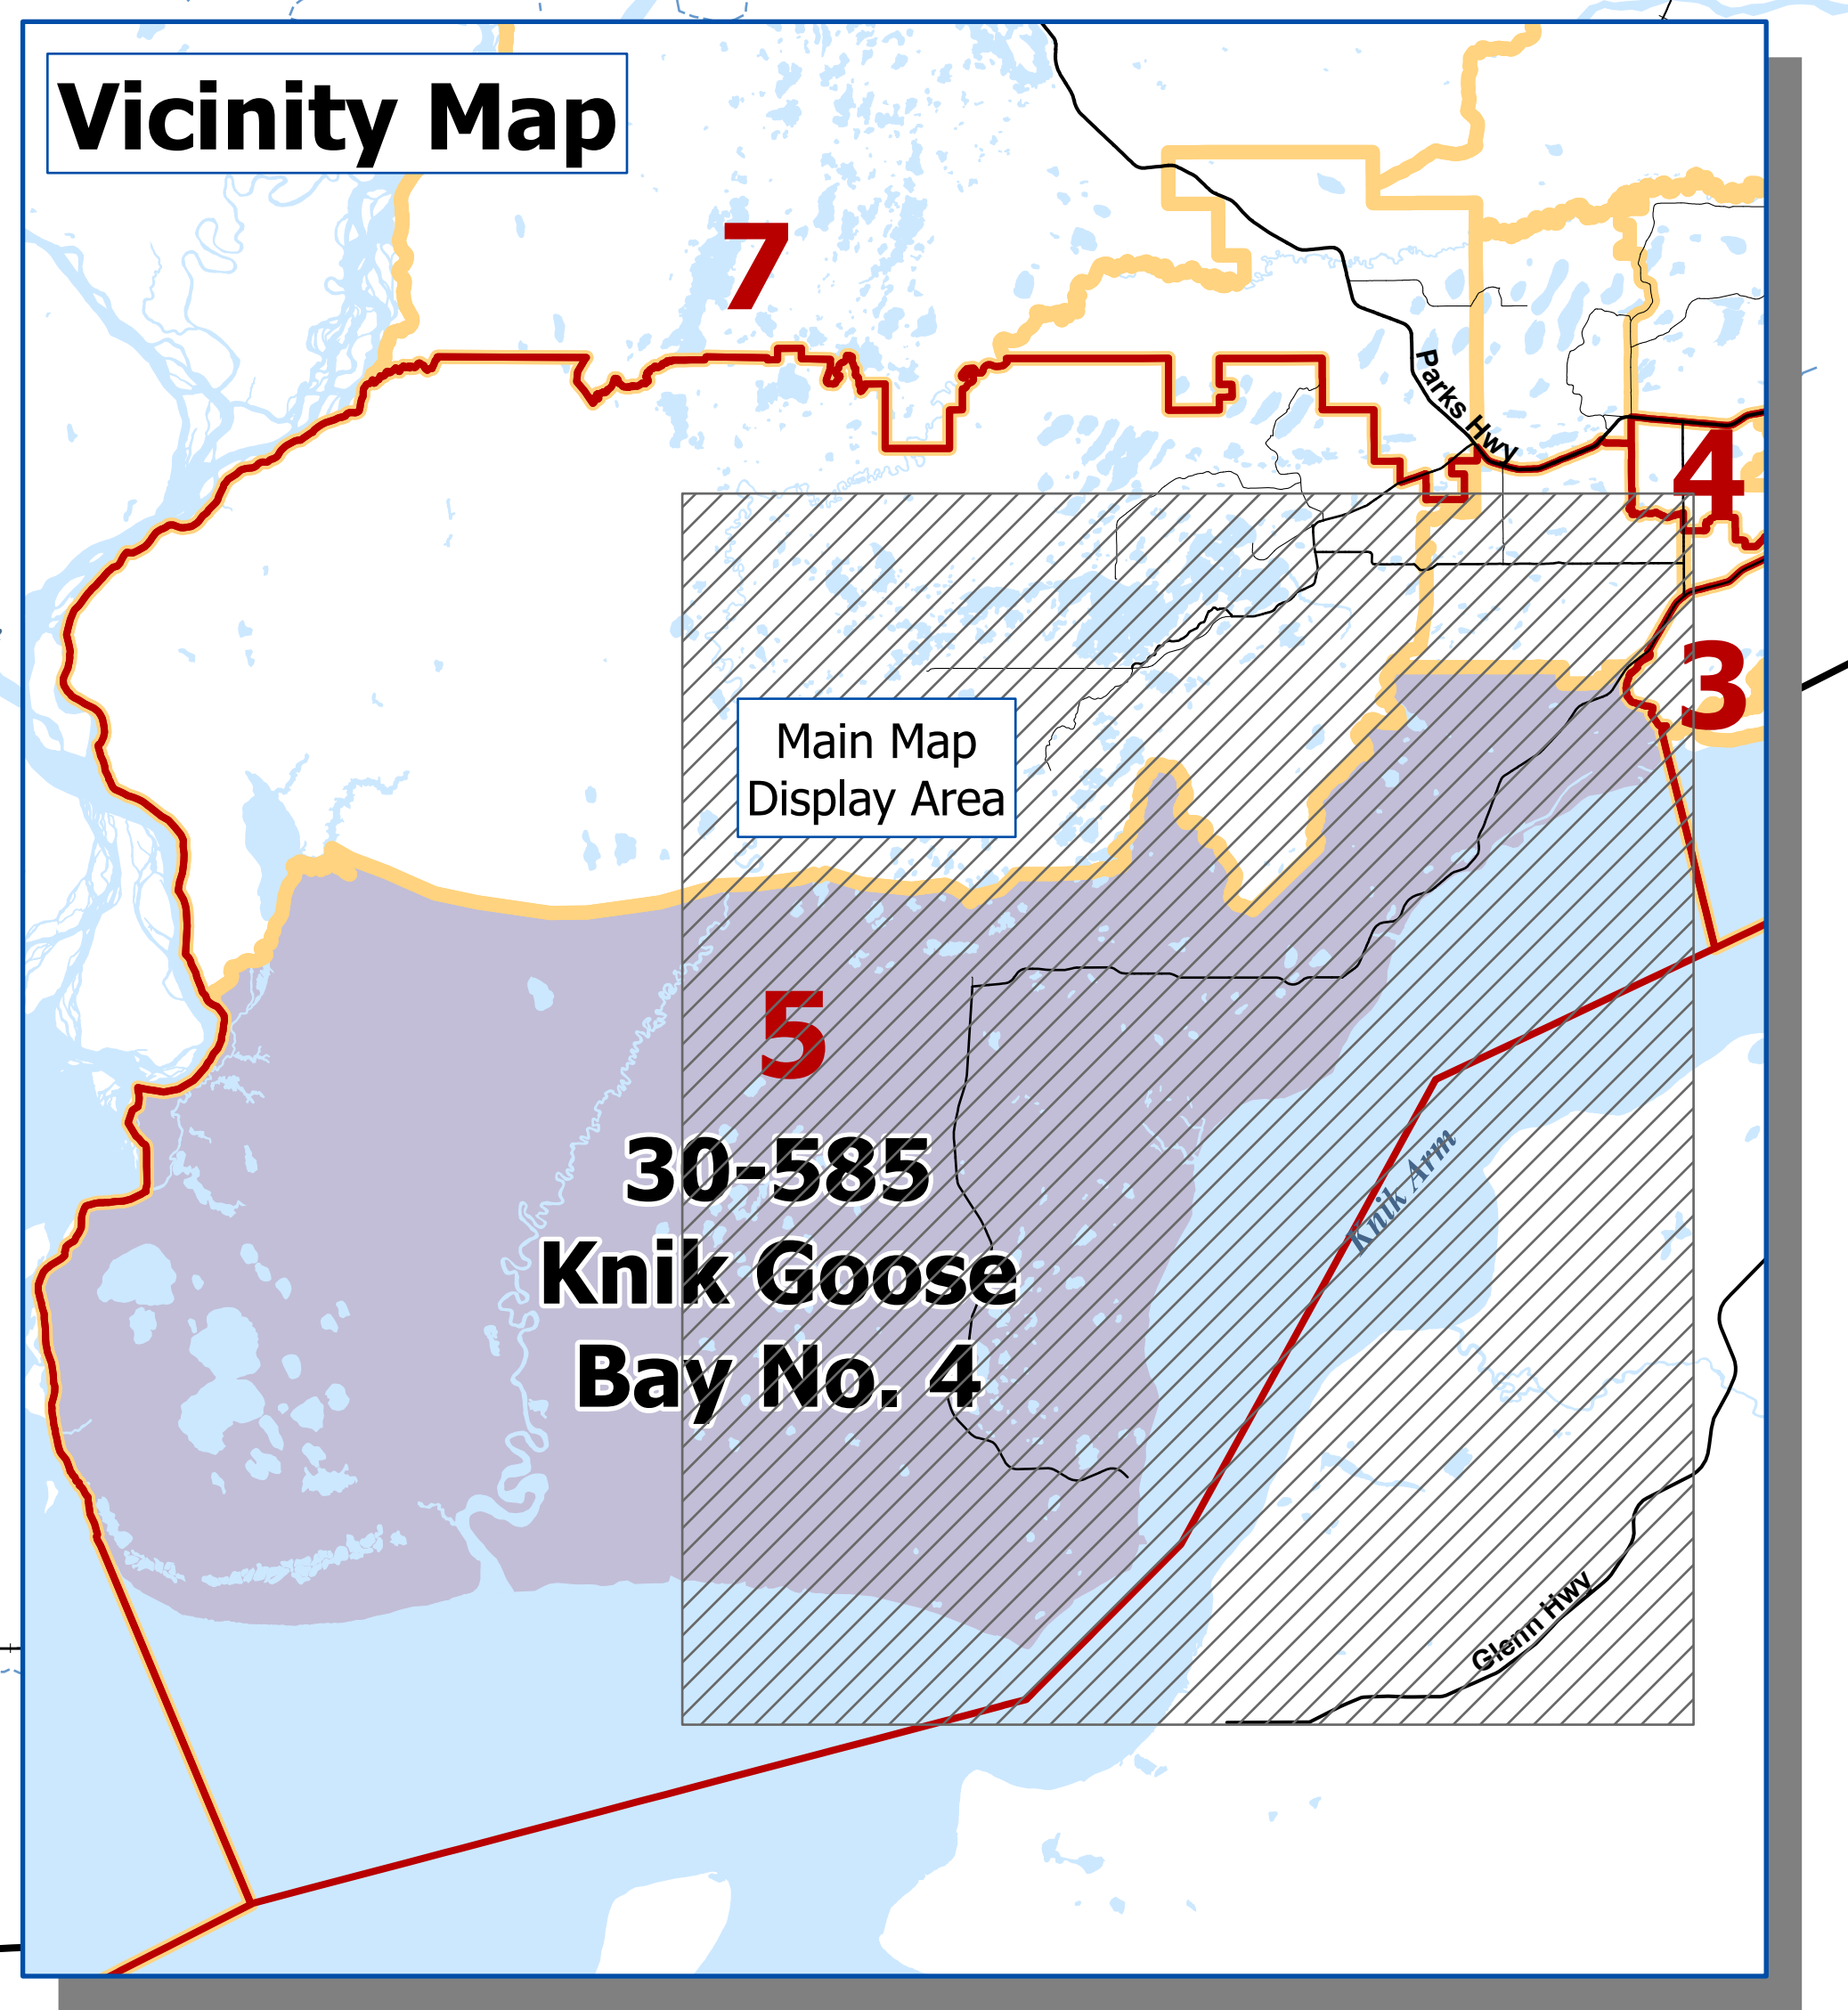 Vicinity Map
7
Parks Hwy
4
3
Main Map
Display Area
5
30-585
Knik Goose
Bay No. 4
Knik Arm
Glenn Hwy